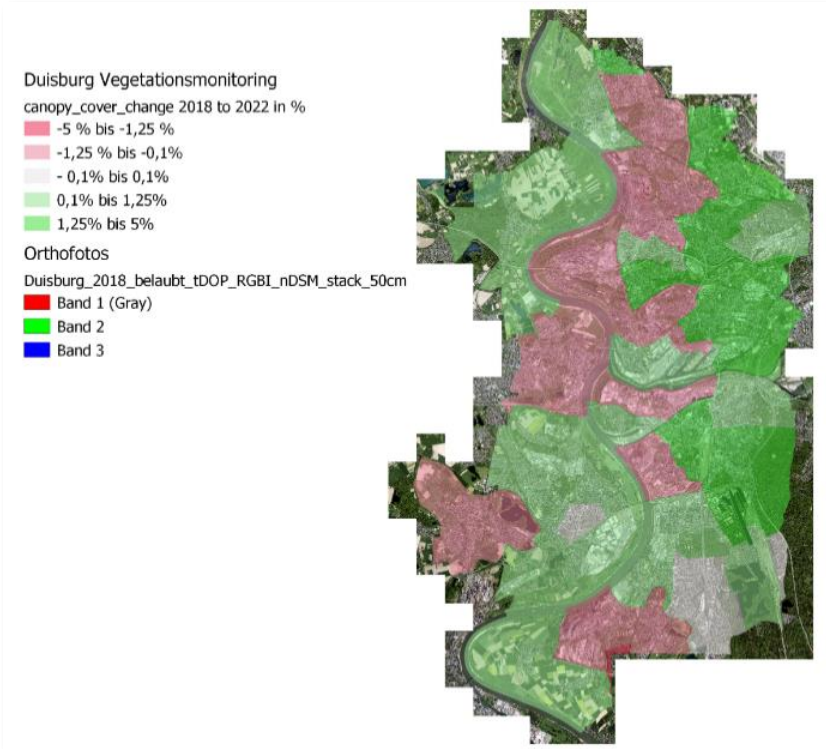 Duisburg Vegetationsmonitoring
canopy_cover_change 2018 to 2022 in %
-5 % bis -1,25 %
-1,25 % bis -0,1%
- 0,1% bis 0,1%
0,1% bis 1,25%
1,25% bis 5%
Orthofotos
Duisburg_2018_belaubt_tDOP_RGBI_nDSM_stack_50cm
Band 1 (Gray)
Band 2
Band 3